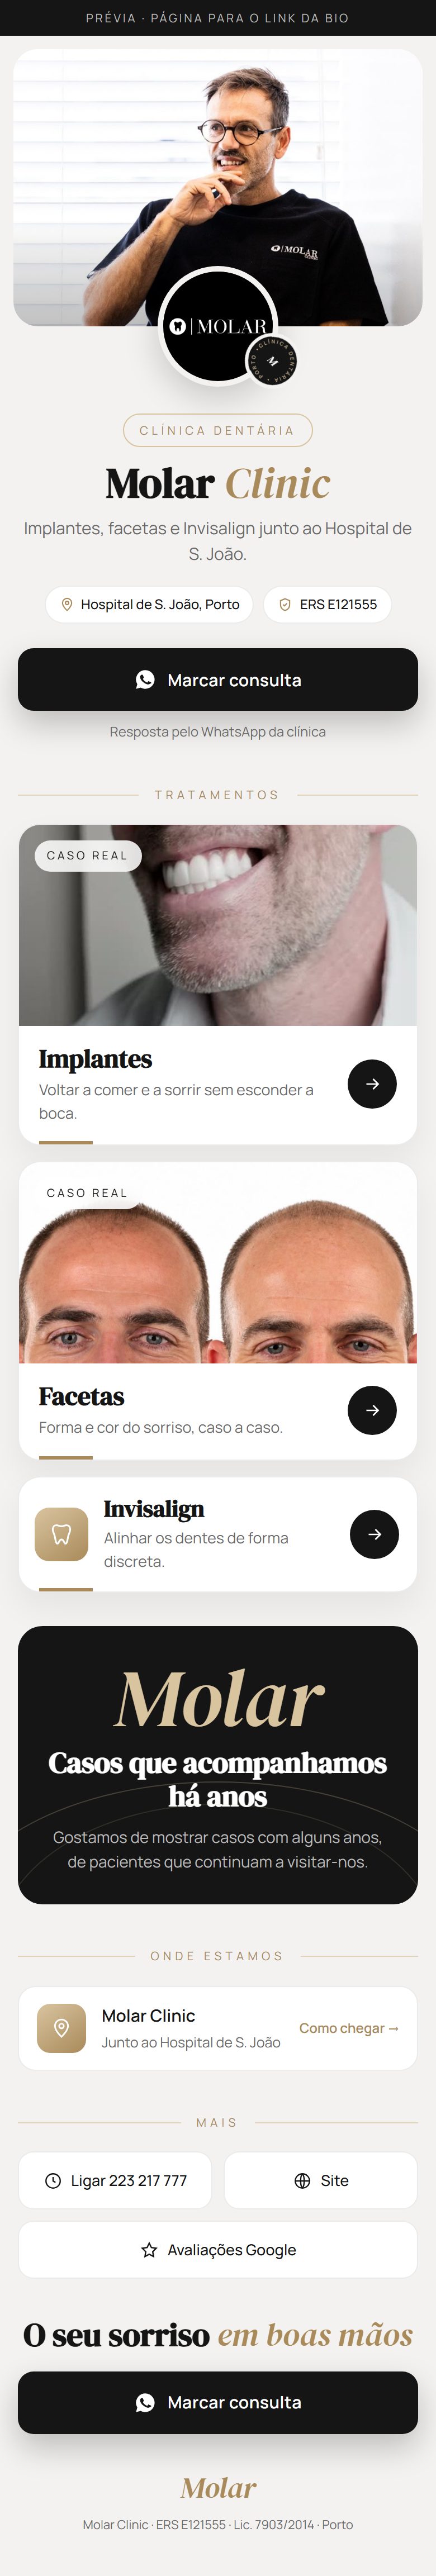 PRÉVIA · PÁGINA PARA O LINK DA BIO
MOLAR
MOLAR
CLÍNICA DENTÁRIA
M
CLÍNICA DENTÁRIA
Molar Clinic
Implantes, facetas e Invisalign junto ao Hospital de
S. João.
Hospital de S. João, Porto
ERS E121555
Marcar consulta
Resposta pelo WhatsApp da clínica
TRATAMENTOS
CASO REAL
Implantes
Voltar a comer e a sorrir sem esconder a
boca.
CASO REAL
Facetas
Forma e cor do sorriso, caso a caso.
Invisalign
Alinhar os dentes de forma
discreta.
Molar
Casos que acompanhamos
há anos
Gostamos de mostrar casos com alguns anos,
de pacientes que continuam a visitar-nos.
ONDE ESTAMOS
Molar Clinic
Junto ao Hospital de S. João
Como chegar →
MAIS
Ligar 223 217 777
Site
Avaliações Google
O seu sorriso em boas mãos
Marcar consulta
Molar
Molar Clinic · ERS E121555 · Lic. 7903/2014 · Porto